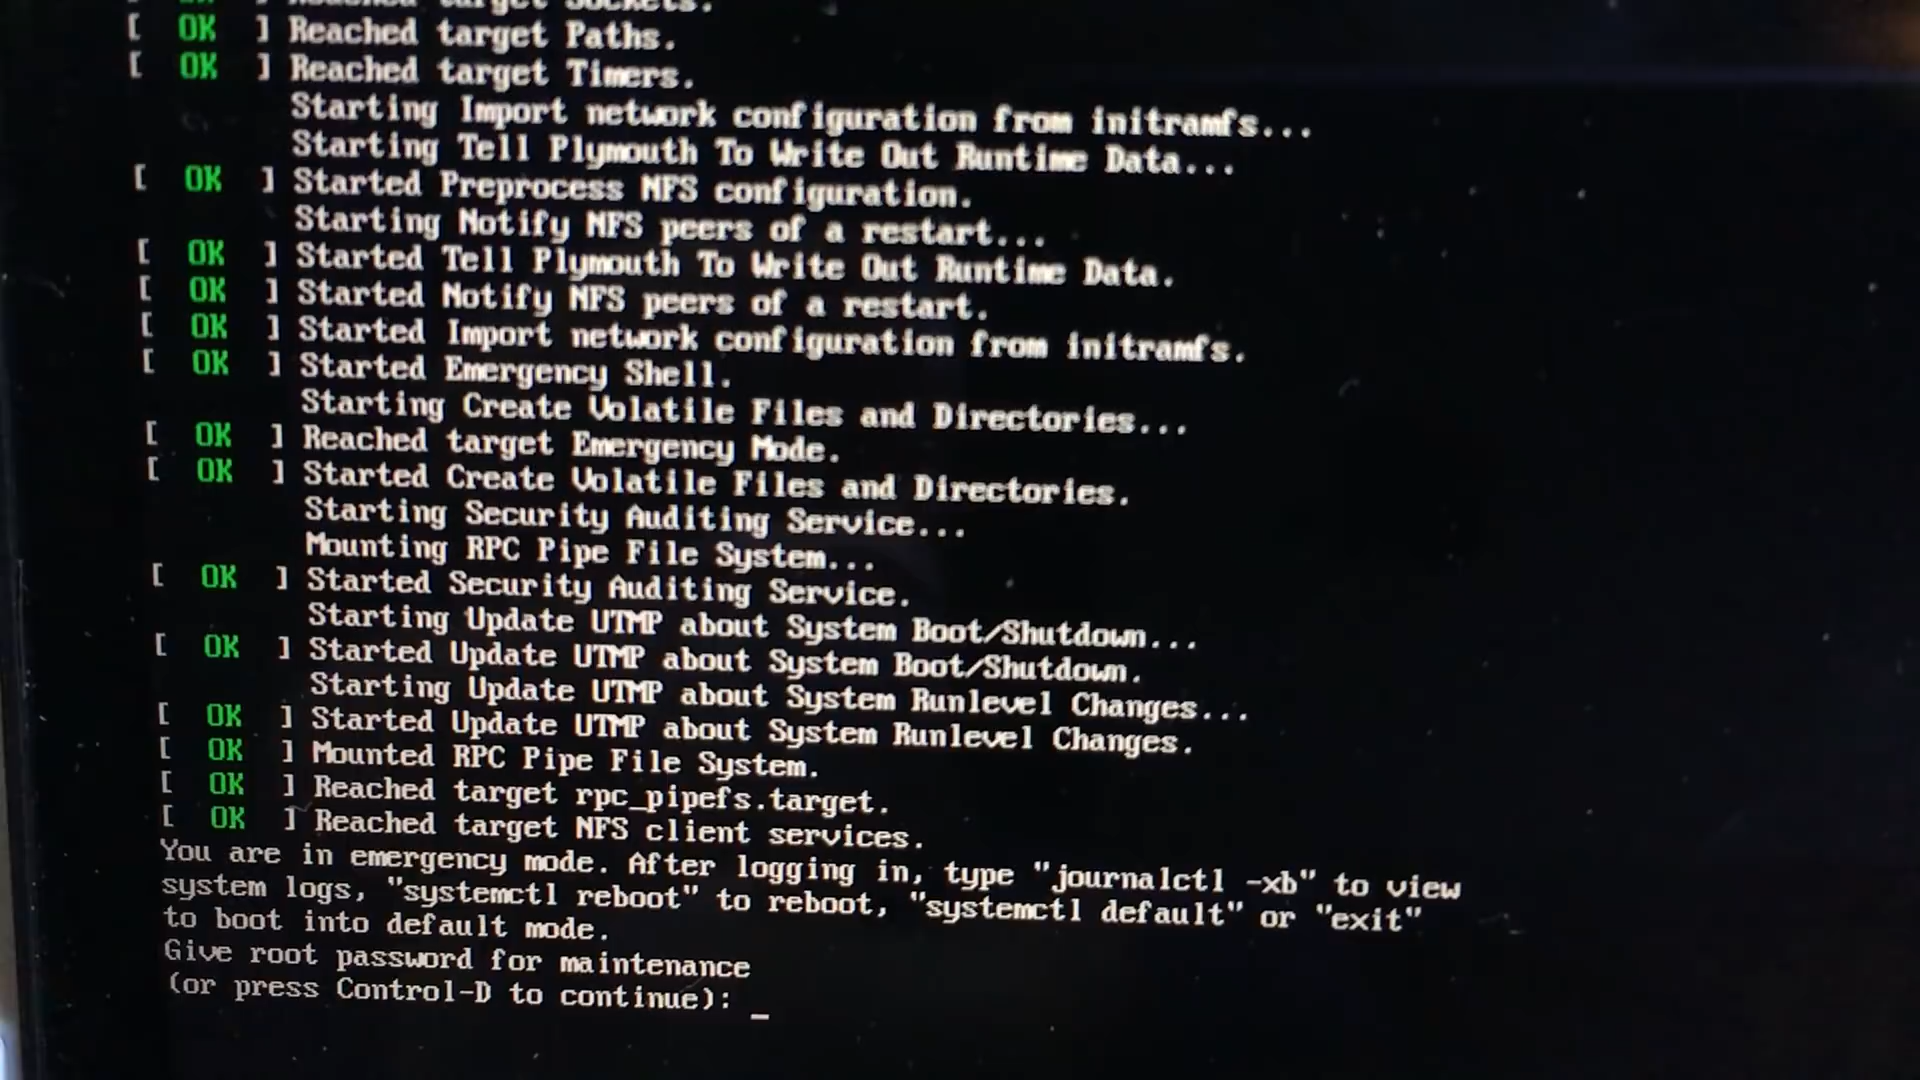 [  OK  ] Reached target Sockets.
[  OK  ] Reached target Paths.
[  OK  ] Reached target Timers.
Starting Import network configuration from initramfs...
Starting Tell Plymouth To Write Out Runtime Data...
[  OK  ] Started Preprocess NFS configuration.
Starting Notify NFS peers of a restart...
[  OK  ] Started Tell Plymouth To Write Out Runtime Data.
[  OK  ] Started Notify NFS peers of a restart.
[  OK  ] Started Import network configuration from initramfs.
[  OK  ] Started Emergency Shell.
Starting Create Volatile Files and Directories...
[  OK  ] Reached target Emergency Mode.
[  OK  ] Started Create Volatile Files and Directories.
Starting Security Auditing Service...
Mounting RPC Pipe File System...
[  OK  ] Started Security Auditing Service.
Starting Update UTMP about System Boot/Shutdown...
[  OK  ] Started Update UTMP about System Boot/Shutdown.
Starting Update UTMP about System Runlevel Changes...
[  OK  ] Started Update UTMP about System Runlevel Changes.
[  OK  ] Mounted RPC Pipe File System.
[  OK  ] Reached target rpc_pipefs.target.
[  OK  ] Reached target NFS client services.
You are in emergency mode. After logging in, type "journalctl -xb" to view
system logs, "systemctl reboot" to reboot, "systemctl default" or "exit"
to boot into default mode.
Give root password for maintenance
(or press Control-D to continue): _